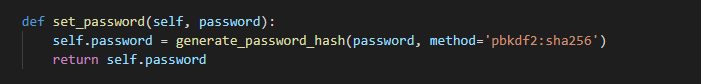 def set_password(self, password):
    self.password = generate_password_hash(password, method='pbkdf2:sha256')
    return self.password